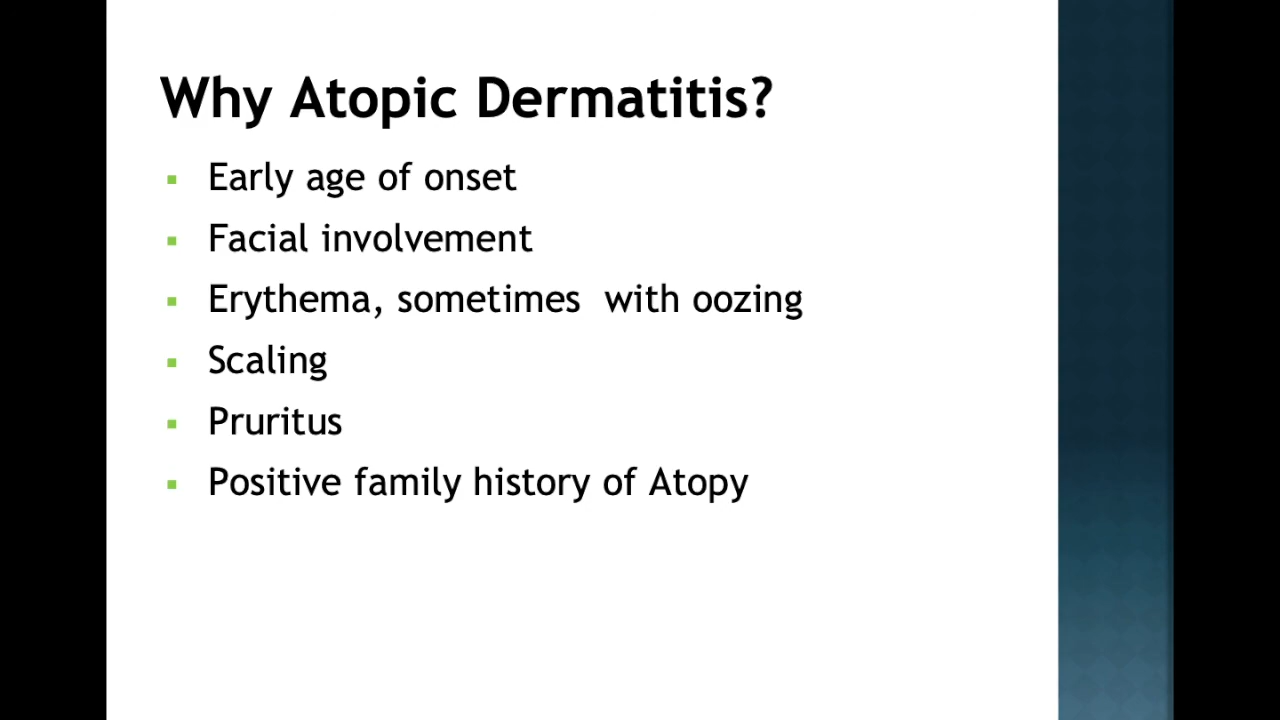 Why Atopic Dermatitis?
▪ Early age of onset
▪ Facial involvement
▪ Erythema, sometimes  with oozing
▪ Scaling
▪ Pruritus
▪ Positive family history of Atopy